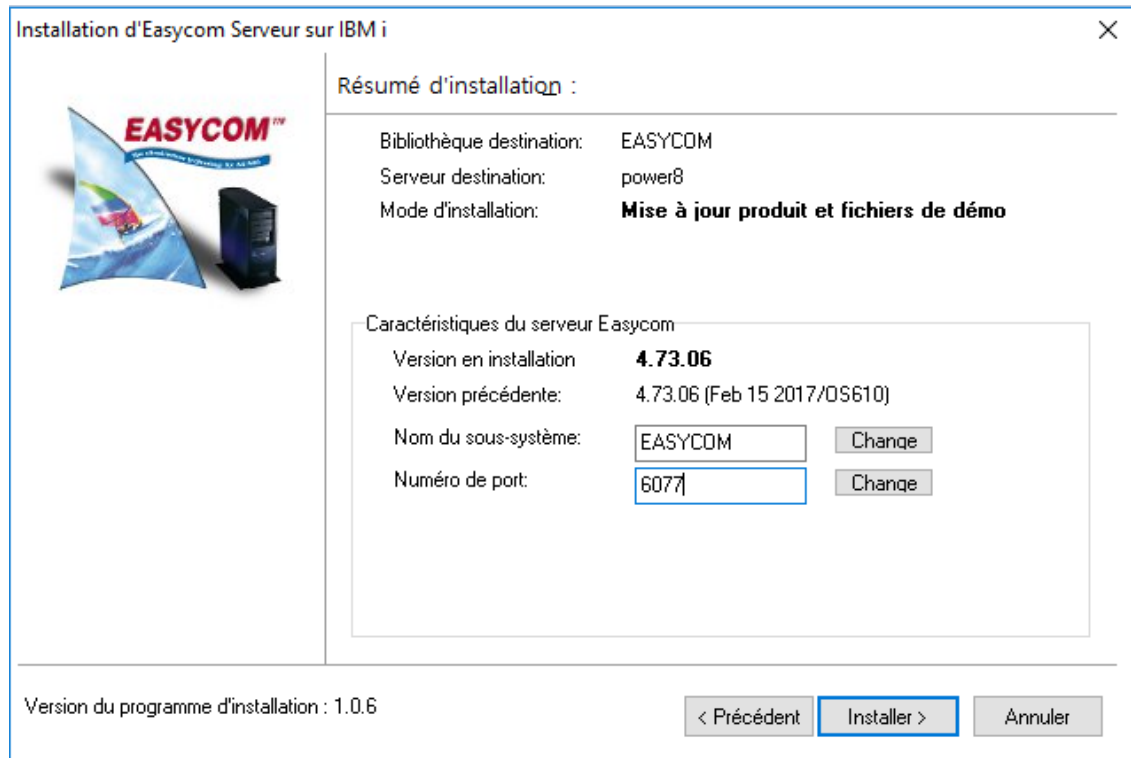 Installation d'Easycom Serveur sur IBM i
EASYCOM™
Résumé d'installation :
Bibliothèque destination: EASYCOM
Serveur destination: power8
Mode d'installation: Mise à jour produit et fichiers de démo
Caractéristiques du serveur Easycom
Version en installation 4.73.06
Version précédente: 4.73.06 (Feb 15 2017/OS610)
Nom du sous-système: EASYCOM Change
Numéro de port: 6077 Change
Version du programme d'installation : 1.0.6
< Précédent Installer > Annuler